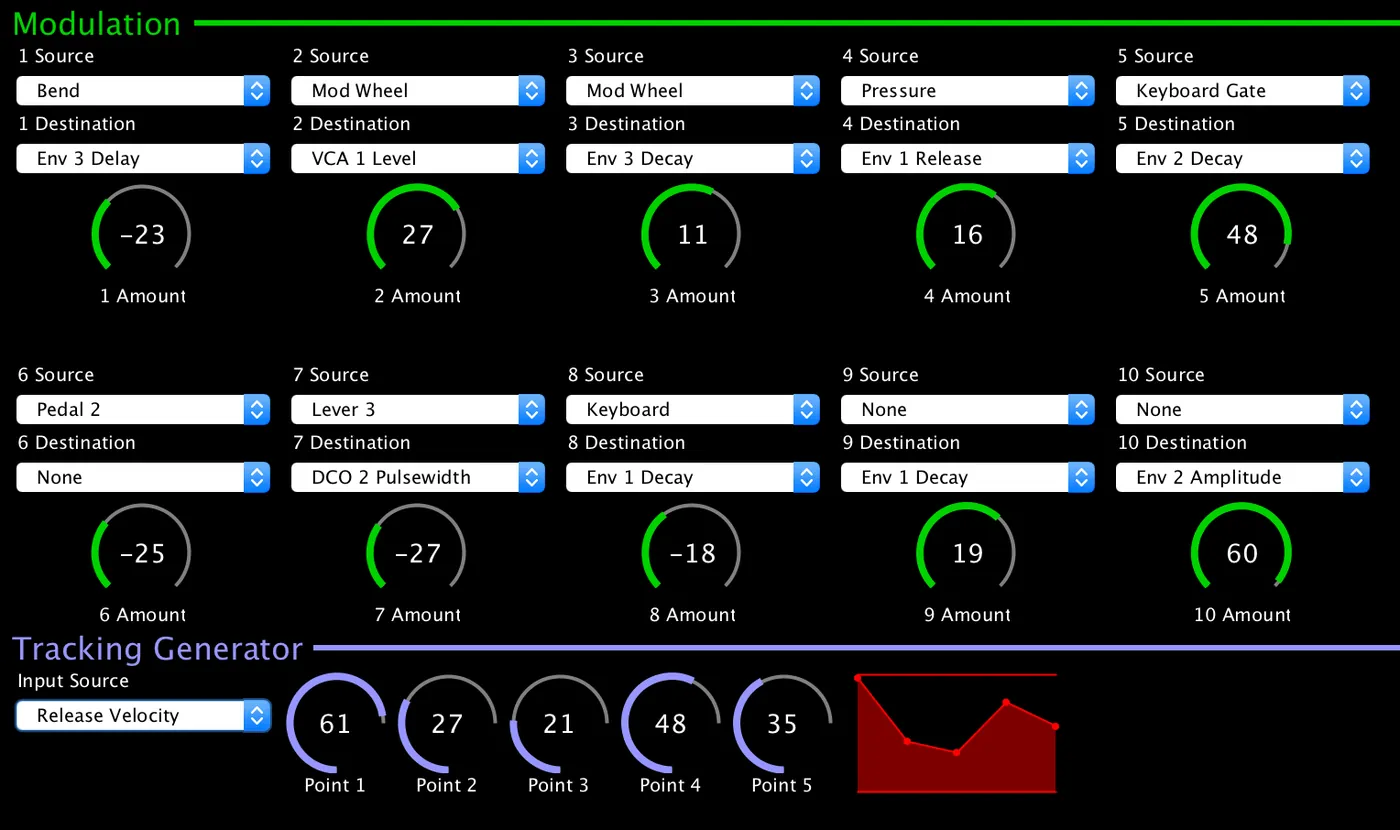 Modulation
1 Source 2 Source 3 Source 4 Source 5 Source
Bend Mod Wheel Mod Wheel Pressure Keyboard Gate
1 Destination 2 Destination 3 Destination 4 Destination 5 Destination
Env 3 Delay VCA 1 Level Env 3 Decay Env 1 Release Env 2 Decay
-23 27 11 16 48
1 Amount 2 Amount 3 Amount 4 Amount 5 Amount
6 Source 7 Source 8 Source 9 Source 10 Source
Pedal 2 Lever 3 Keyboard None None
6 Destination 7 Destination 8 Destination 9 Destination 10 Destination
None DCO 2 Pulsewidth Env 1 Decay Env 1 Decay Env 2 Amplitude
-25 -27 -18 19 60
6 Amount 7 Amount 8 Amount 9 Amount 10 Amount
Tracking Generator
Input Source
Release Velocity 61 27 21 48 35
Point 1 Point 2 Point 3 Point 4 Point 5